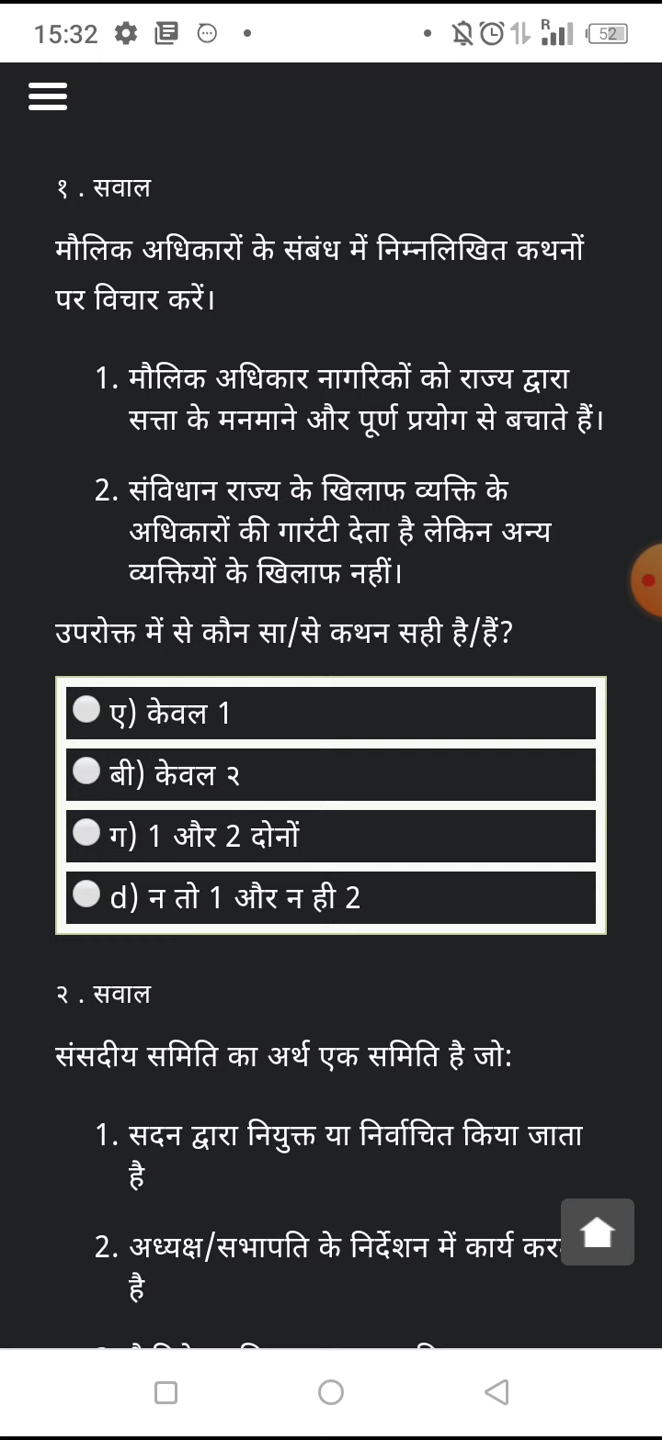 15:32
R
52
१ . सवाल
मौलिक अधिकारों के संबंध में निम्नलिखित कथनों
पर विचार करें।
1. मौलिक अधिकार नागरिकों को राज्य द्वारा
सत्ता के मनमाने और पूर्ण प्रयोग से बचाते हैं।
2. संविधान राज्य के खिलाफ व्यक्ति के
अधिकारों की गारंटी देता है लेकिन अन्य
व्यक्तियों के खिलाफ नहीं।
उपरोक्त में से कौन सा/से कथन सही है/हैं?
ए) केवल 1
बी) केवल २
ग) 1 और 2 दोनों
d) न तो 1 और न ही 2
२ . सवाल
संसदीय समिति का अर्थ एक समिति है जो:
1. सदन द्वारा नियुक्त या निर्वाचित किया जाता
है
2. अध्यक्ष/सभापति के निर्देशन में कार्य
है